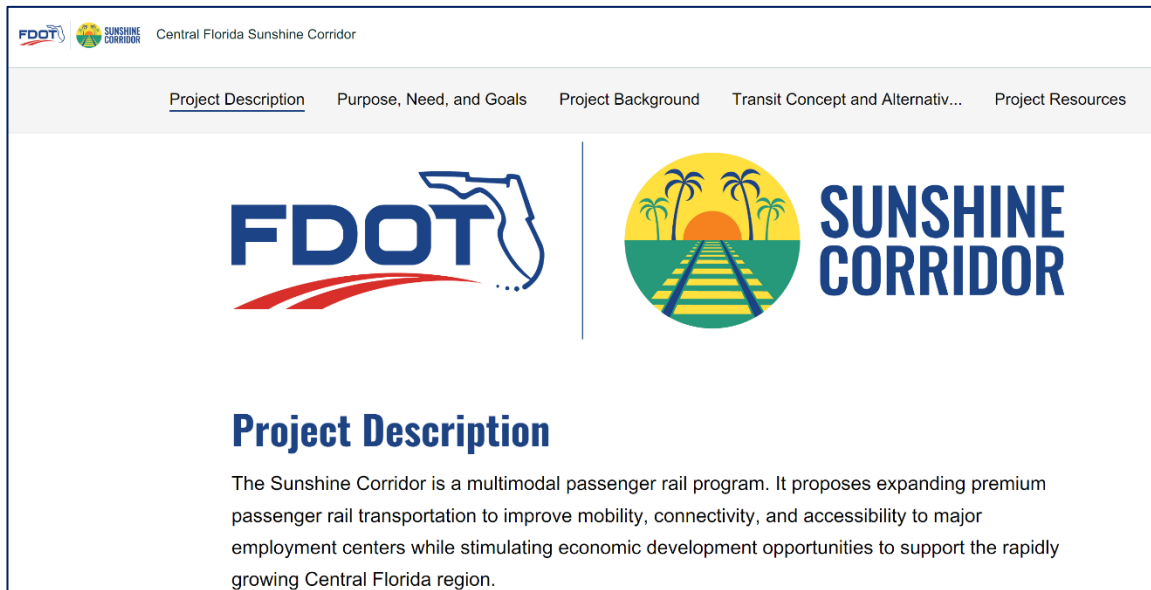 FDOT SUNSHINE CORRIDOR Central Florida Sunshine Corridor
Project Description Purpose, Need, and Goals Project Background Transit Concept and Alternativ... Project Resources
FDOT
SUNSHINE
CORRIDOR
Project Description
The Sunshine Corridor is a multimodal passenger rail program. It proposes expanding premium
passenger rail transportation to improve mobility, connectivity, and accessibility to major
employment centers while stimulating economic development opportunities to support the rapidly
growing Central Florida region.